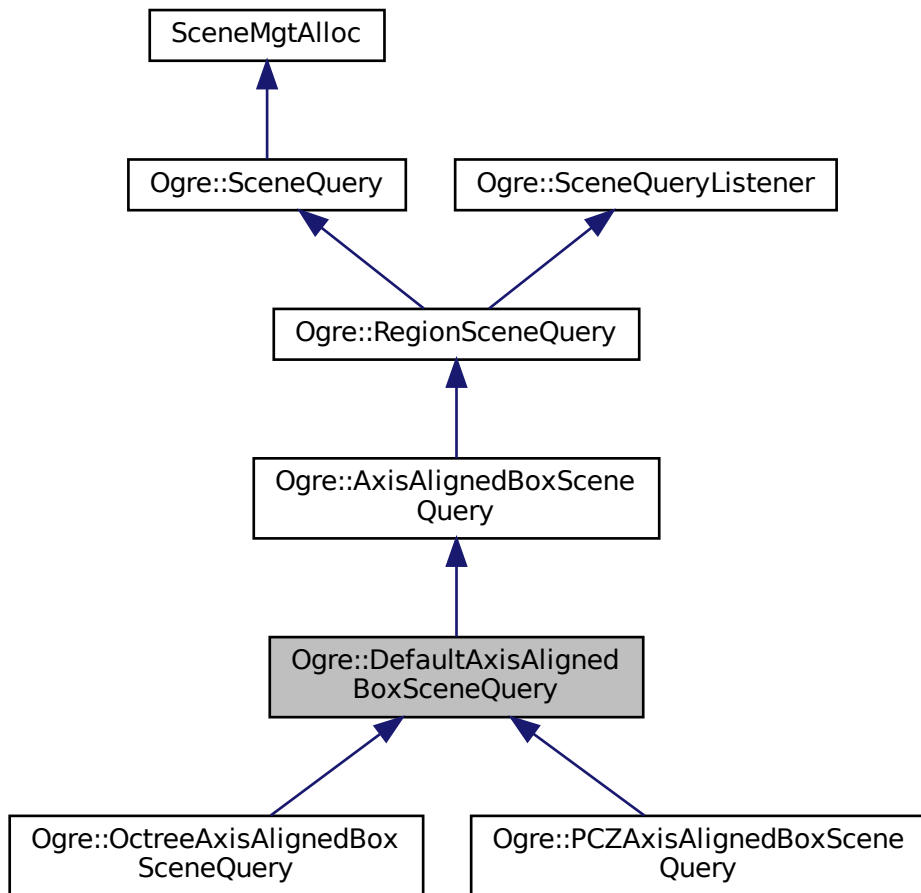 SceneMgtAlloc
Ogre::SceneQuery
Ogre::SceneQueryListener
Ogre::RegionSceneQuery
Ogre::AxisAlignedBoxScene
Query
Ogre::DefaultAxisAligned
BoxSceneQuery
Ogre::OctreeAxisAlignedBox
SceneQuery
Ogre::PCZAxisAlignedBoxScene
Query